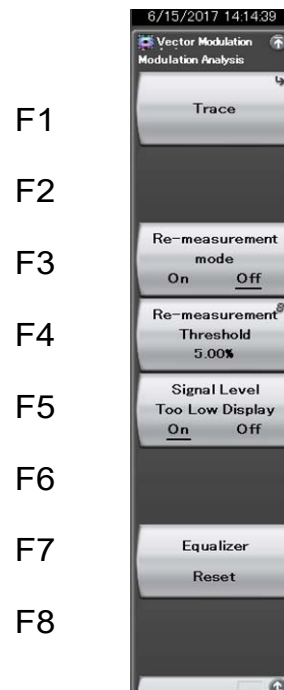 6/15/2017 14:14:39
Vector Modulation
Modulation Analysis
F1
Trace
F2
F3
Re-measurement
mode
On Off
F4
Re-measurement
Threshold
5.00%
F5
Signal Level
Too Low Display
On Off
F6
F7
Equalizer
Reset
F8